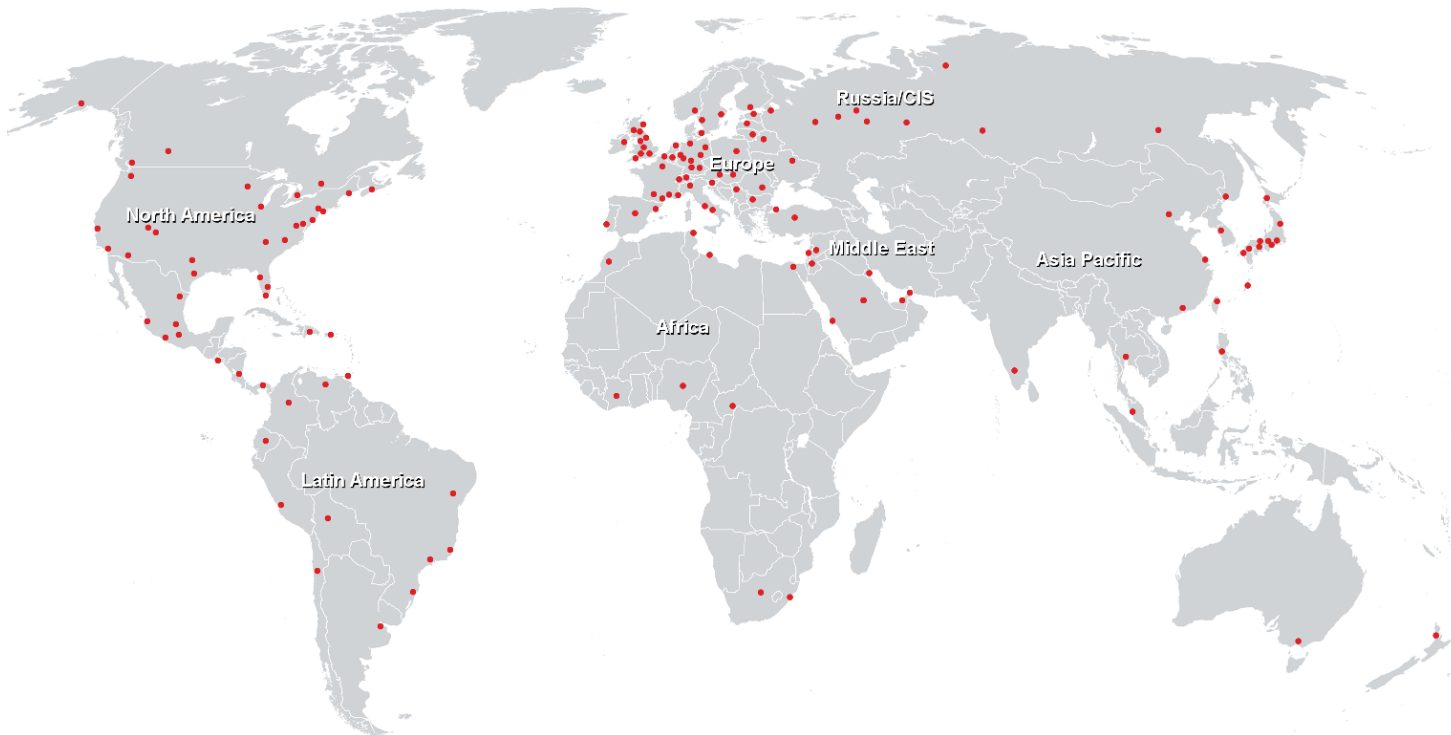 Russia/CIS
Europe
North America
Middle East
Asia Pacific
Africa
Latin America